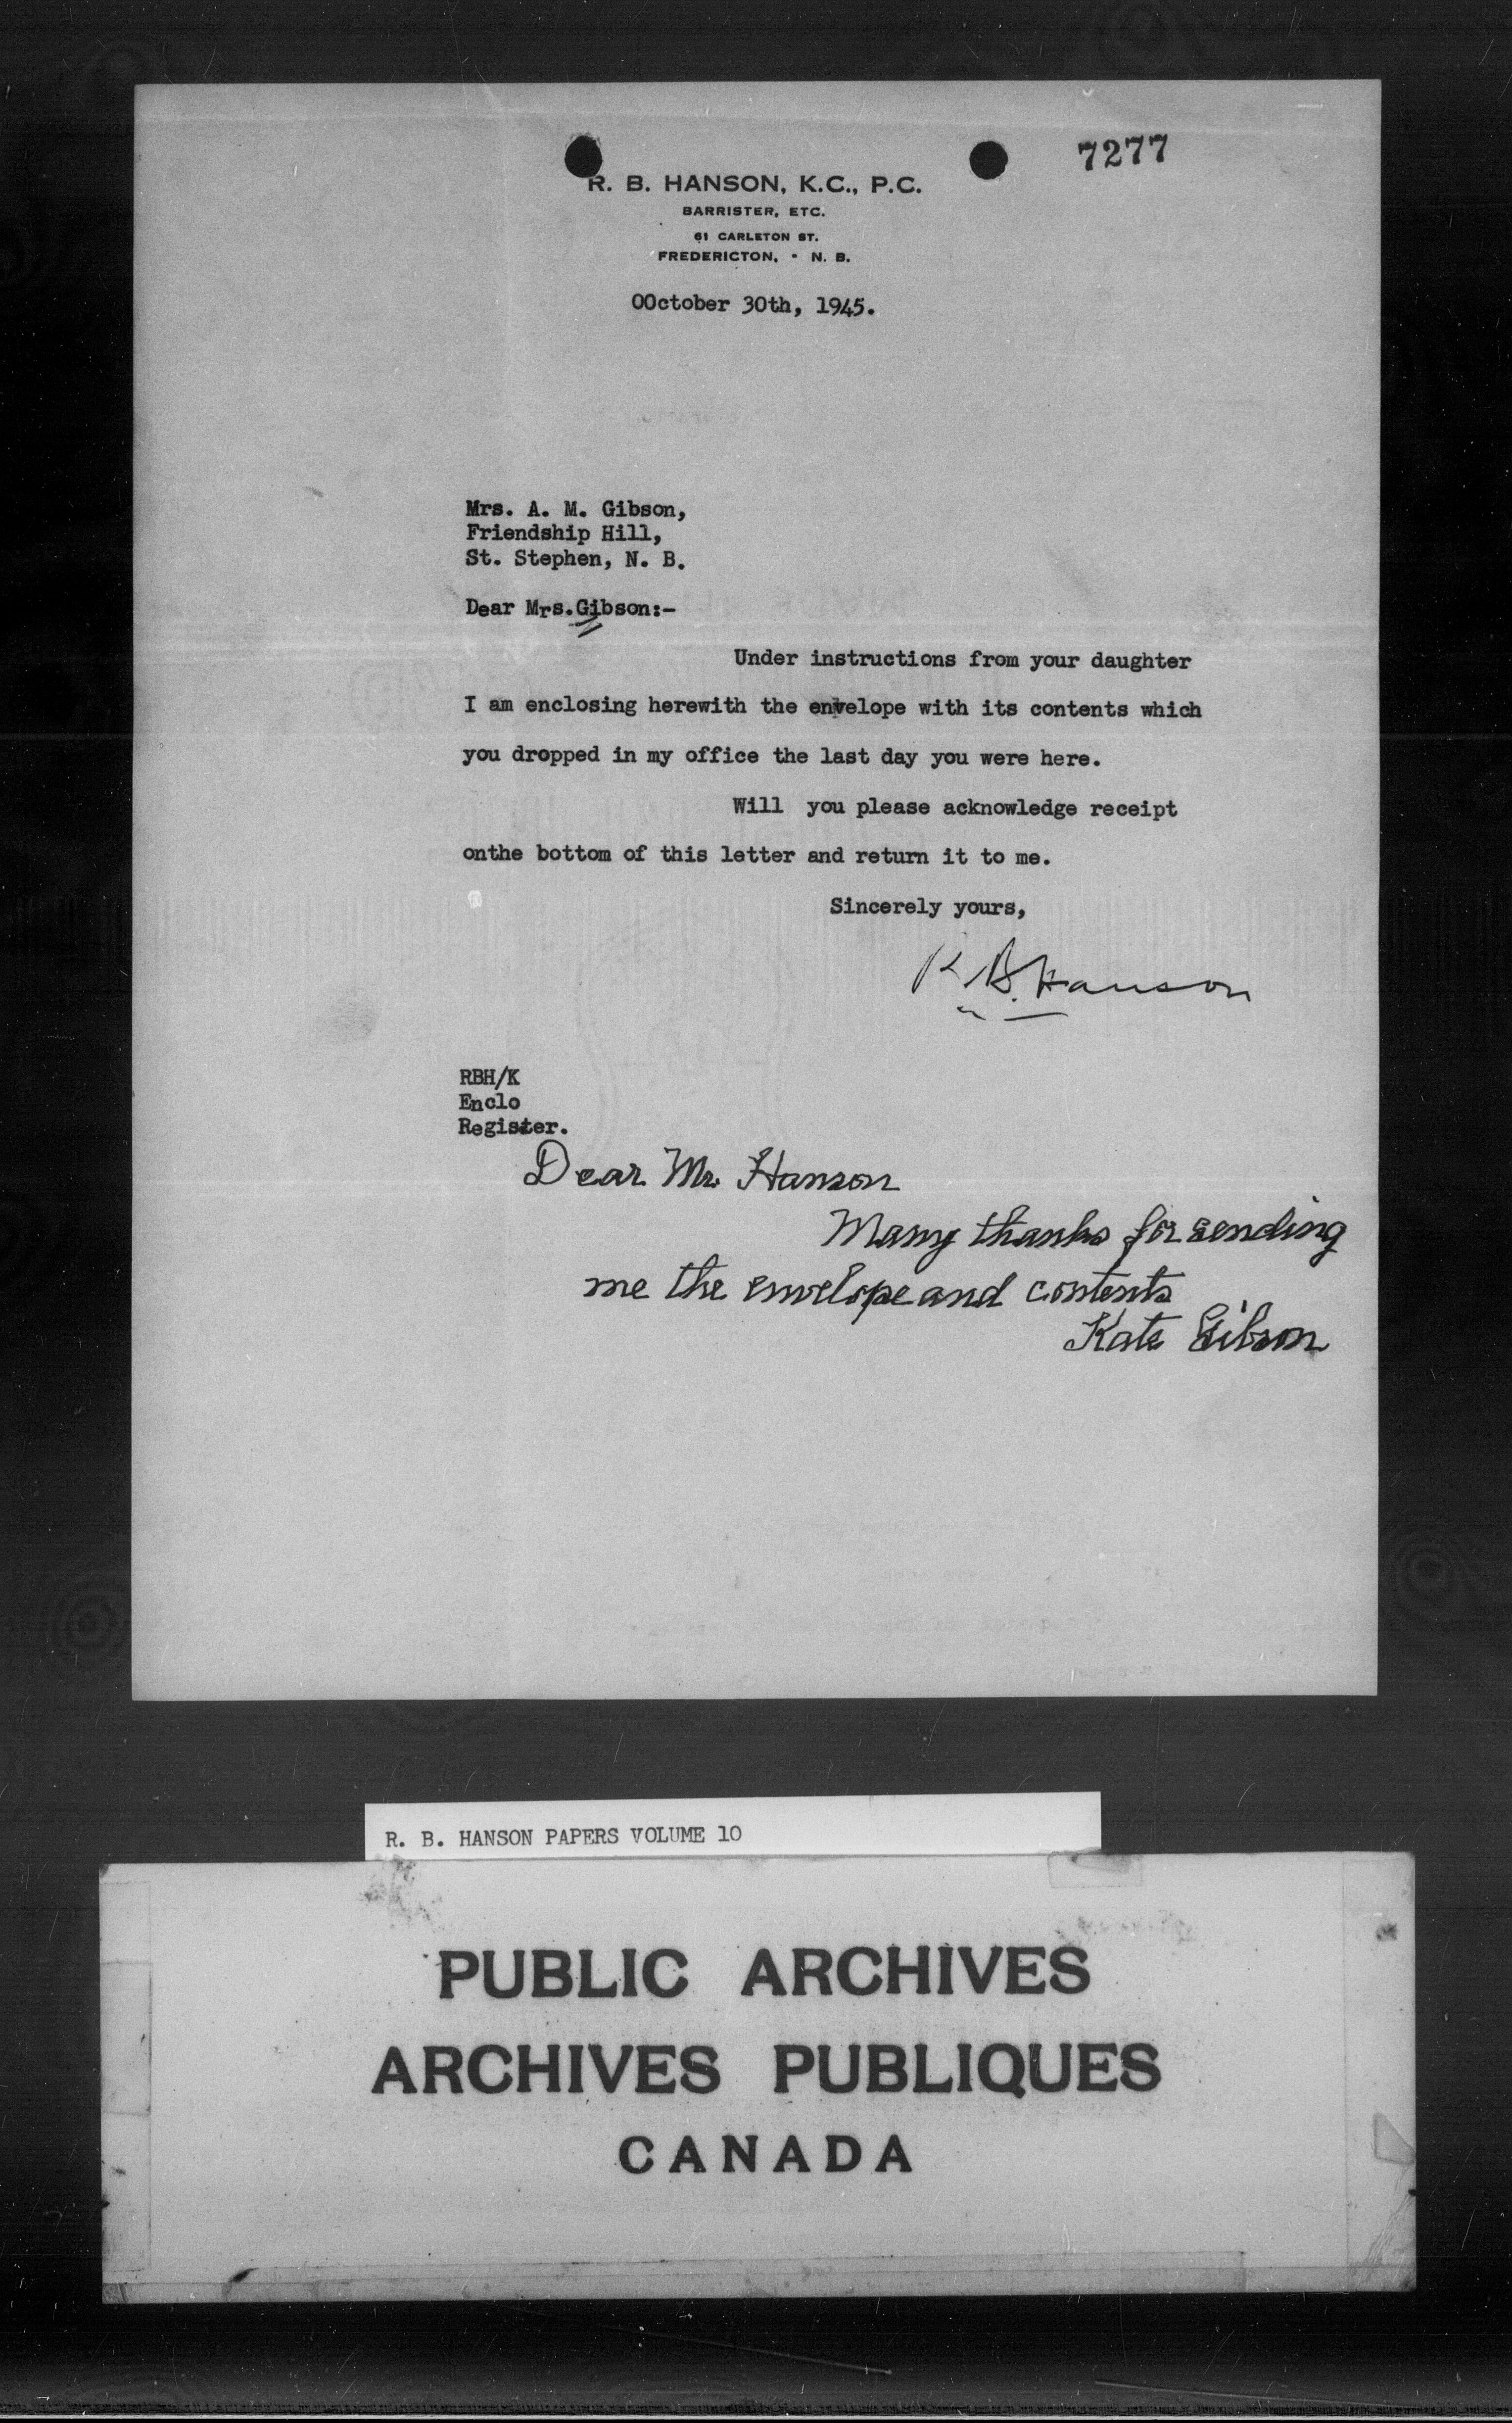 7277
R. B. HANSON, K.C., P.C.
BARRISTER, ETC.
61 CARLETON ST.
FREDERICTON, - N. B.
OOctober 30th, 1945.
Mrs. A. M. Gibson,
Friendship Hill,
St. Stephen, N. B.
Dear Mrs.Gibson:-
Under instructions from your daughter
I am enclosing herewith the envelope with its contents which
you dropped in my office the last day you were here.
Will you please acknowledge receipt
onthe bottom of this letter and return it to me.
Sincerely yours,
R. B. Hanson
RBH/K
Enclo
Register.
Dear Mr. Hanson
Many thanks for sending
me the envelope and contents
Kate Gibson
R. B. HANSON PAPERS VOLUME 10
PUBLIC ARCHIVES
ARCHIVES PUBLIQUES
CANADA